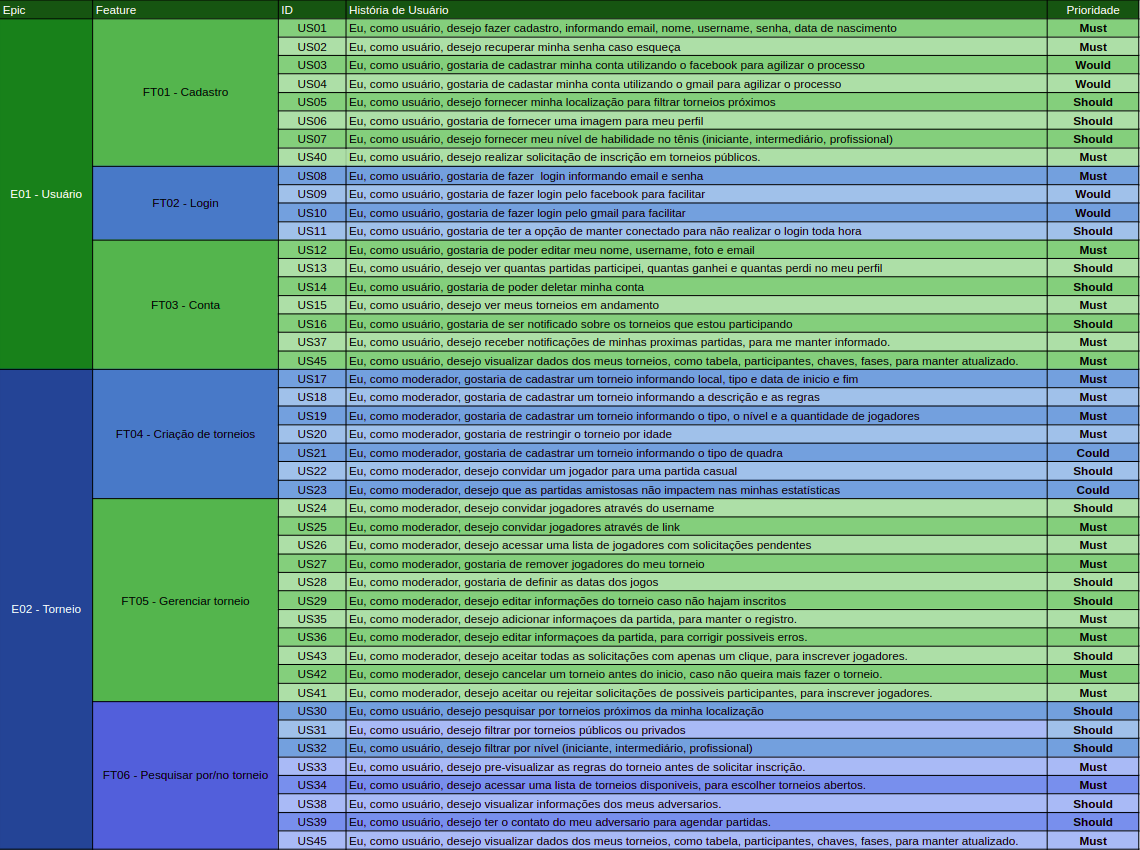 Epic Feature ID História de Usuário Prioridade
E01 - Usuário
FT01 - Cadastro
US01 Eu, como usuário, desejo fazer cadastro, informando email, nome, username, senha, data de nascimento Must
US02 Eu, como usuário, desejo recuperar minha senha caso esqueça Must
US03 Eu, como usuário, gostaria de cadastrar minha conta utilizando o facebook para agilizar o processo Would
US04 Eu, como usuário, gostaria de cadastar minha conta utilizando o gmail para agilizar o processo Would
US05 Eu, como usuário, desejo fornecer minha localização para filtrar torneios próximos Should
US06 Eu, como usuário, gostaria de fornecer uma imagem para meu perfil Should
US07 Eu, como usuário, desejo fornecer meu nível de habilidade no tênis (iniciante, intermediário, profissional) Should
US40 Eu, como usuário, desejo realizar solicitação de inscrição em torneios públicos. Must
FT02 - Login
US08 Eu, como usuário, gostaria de fazer  login informando email e senha Must
US09 Eu, como usuário, gostaria de fazer login pelo facebook para facilitar Would
US10 Eu, como usuário, gostaria de fazer login pelo gmail para facilitar Would
US11 Eu, como usuário, gostaria de ter a opção de manter conectado para não realizar o login toda hora Should
FT03 - Conta
US12 Eu, como usuário, gostaria de poder editar meu nome, username, foto e email Must
US13 Eu, como usuário, desejo ver quantas partidas participei, quantas ganhei e quantas perdi no meu perfil Should
US14 Eu, como usuário, gostaria de poder deletar minha conta Should
US15 Eu, como usuário, desejo ver meus torneios em andamento Must
US16 Eu, como usuário, gostaria de ser notificado sobre os torneios que estou participando Should
US37 Eu, como usuário, desejo receber notificações de minhas proximas partidas, para me manter informado. Must
US45 Eu, como usuário, desejo visualizar dados dos meus torneios, como tabela, participantes, chaves, fases, para manter atualizado. Must
E02 - Torneio
FT04 - Criação de torneios
US17 Eu, como moderador, gostaria de cadastrar um torneio informando local, tipo e data de inicio e fim Must
US18 Eu, como moderador, gostaria de cadastrar um torneio informando a descrição e as regras Must
US19 Eu, como moderador, gostaria de cadastrar um torneio informando o tipo, o nível e a quantidade de jogadores Must
US20 Eu, como moderador, gostaria de restringir o torneio por idade Must
US21 Eu, como moderador, gostaria de cadastrar um torneio informando o tipo de quadra Could
US22 Eu, como moderador, desejo convidar um jogador para uma partida casual Should
US23 Eu, como moderador, desejo que as partidas amistosas não impactem nas minhas estatísticas Could
FT05 - Gerenciar torneio
US24 Eu, como moderador, desejo convidar jogadores através do username Should
US25 Eu, como moderador, desejo convidar jogadores através de link Must
US26 Eu, como moderador, desejo acessar uma lista de jogadores com solicitações pendentes Must
US27 Eu, como moderador, gostaria de remover jogadores do meu torneio Must
US28 Eu, como moderador, gostaria de definir as datas dos jogos Should
US29 Eu, como moderador, desejo editar informações do torneio caso não hajam inscritos Should
US35 Eu, como moderador, desejo adicionar informaçoes da partida, para manter o registro. Must
US36 Eu, como moderador, desejo editar informaçoes da partida, para corrigir possiveis erros. Must
US43 Eu, como moderador, desejo aceitar todas as solicitações com apenas um clique, para inscrever jogadores. Should
US42 Eu, como moderador, desejo cancelar um torneio antes do inicio, caso não queira mais fazer o torneio. Must
US41 Eu, como moderador, desejo aceitar ou rejeitar solicitações de possiveis participantes, para inscrever jogadores. Must
FT06 - Pesquisar por/no torneio
US30 Eu, como usuário, desejo pesquisar por torneios próximos da minha localização Should
US31 Eu, como usuário, desejo filtrar por torneios públicos ou privados Should
US32 Eu, como usuário, desejo filtrar por nível (iniciante, intermediário, profissional) Should
US33 Eu, como usuário, desejo pre-visualizar as regras do torneio antes de solicitar inscrição. Must
US34 Eu, como usuário, desejo acessar uma lista de torneios disponiveis, para escolher torneios abertos. Must
US38 Eu, como usuário, desejo visualizar informações dos meus adversarios. Should
US39 Eu, como usuário, desejo ter o contato do meu adversario para agendar partidas. Should
US45 Eu, como usuário, desejo visualizar dados dos meus torneios, como tabela, participantes, chaves, fases, para manter atualizado. Must